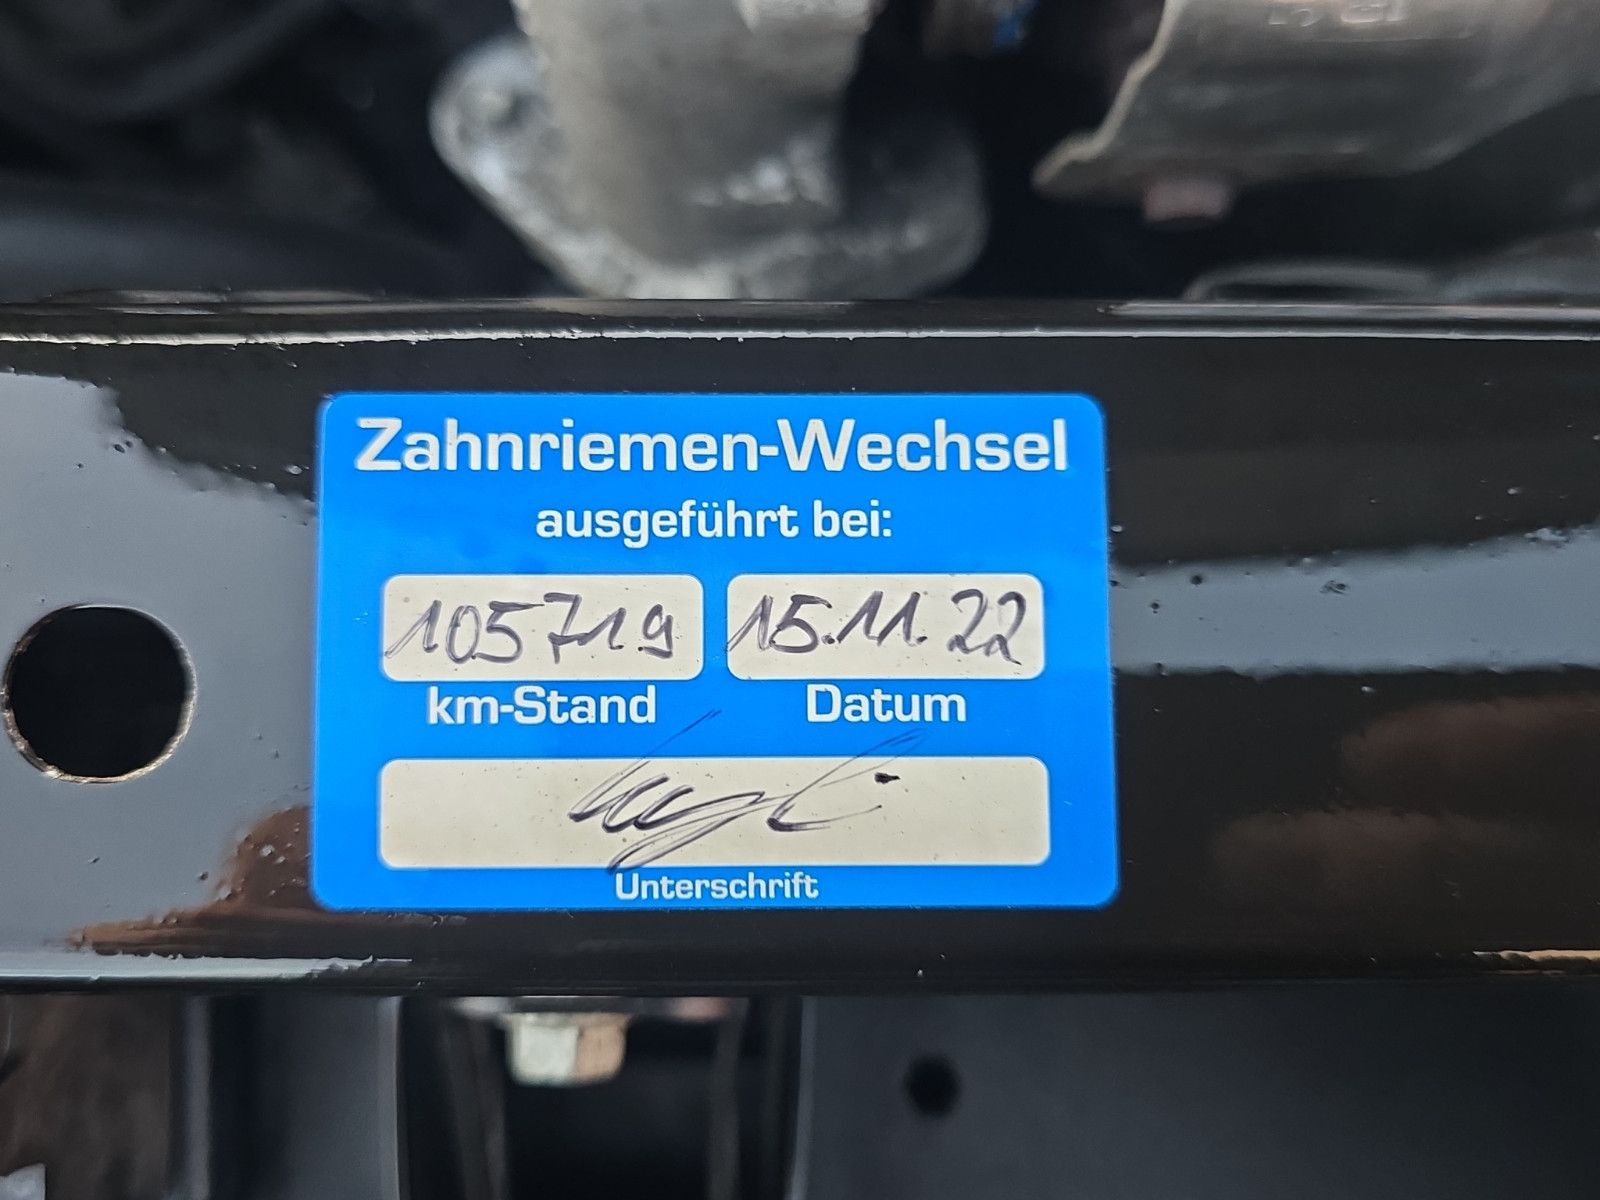 Zahnriemen-Wechsel
ausgeführt bei:
105719 15.11.22
km-Stand Datum
Unterschrift